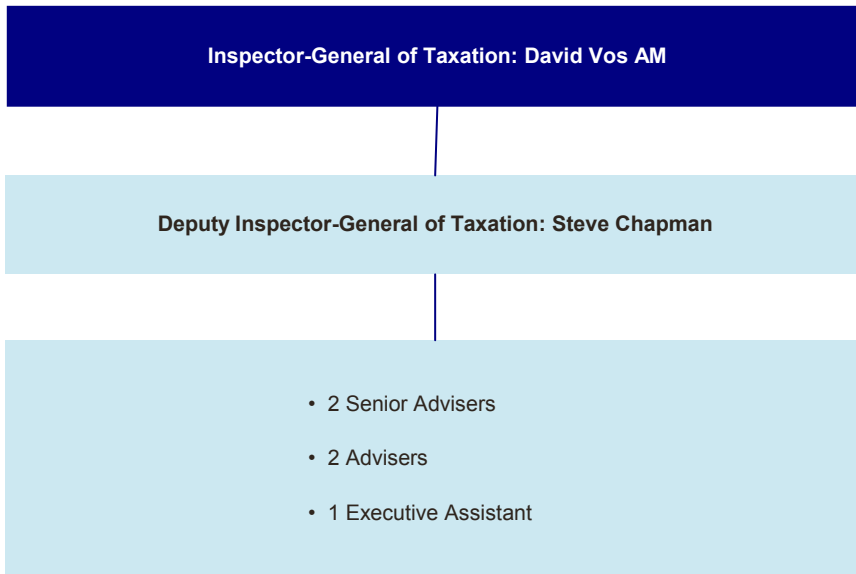 Inspector-General of Taxation: David Vos AM
Deputy Inspector-General of Taxation: Steve Chapman
• 2 Senior Advisers
• 2 Advisers
• 1 Executive Assistant